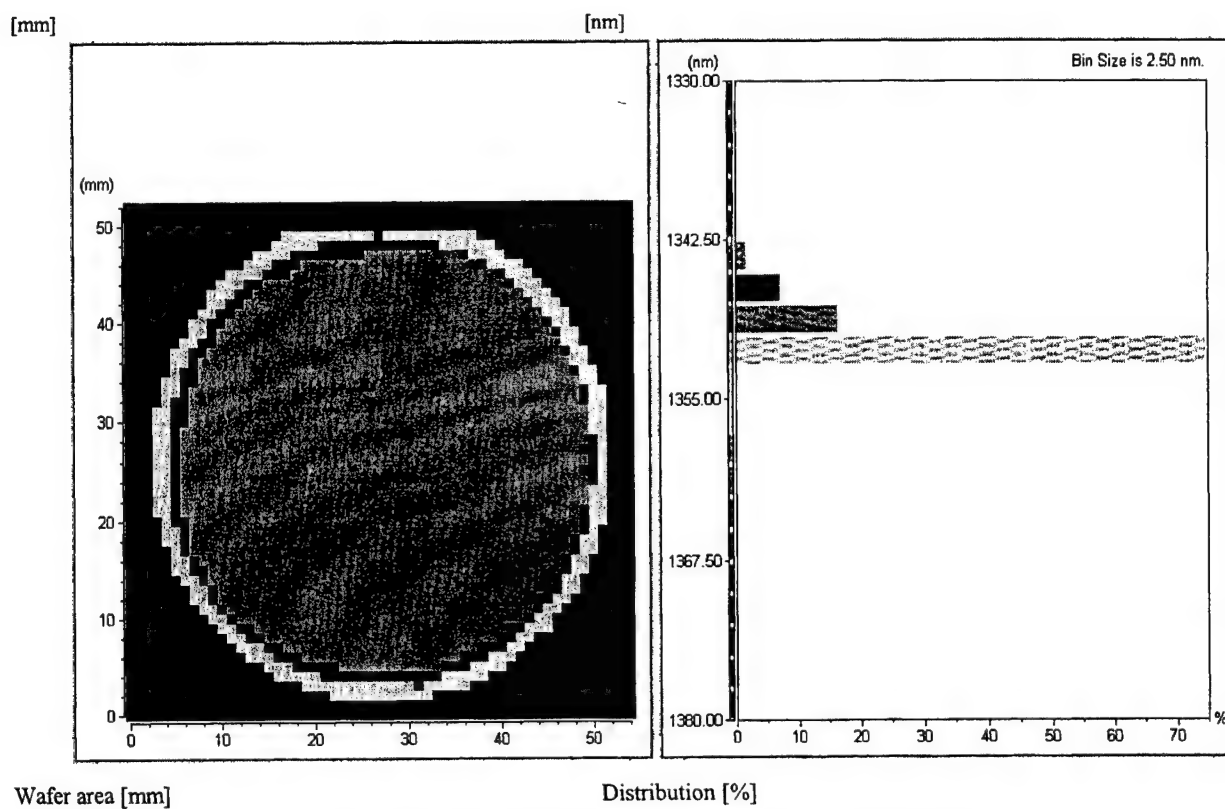 [mm]
[nm]
(mm)
50
40
30
20
10
0
0 10 20 30 40 50
(nm)
Bin Size is 2.50 nm.
1330.00
1342.50
1355.00
1367.50
1380.00
0 10 20 30 40 50 60 70
%
Wafer area [mm]
Distribution [%]